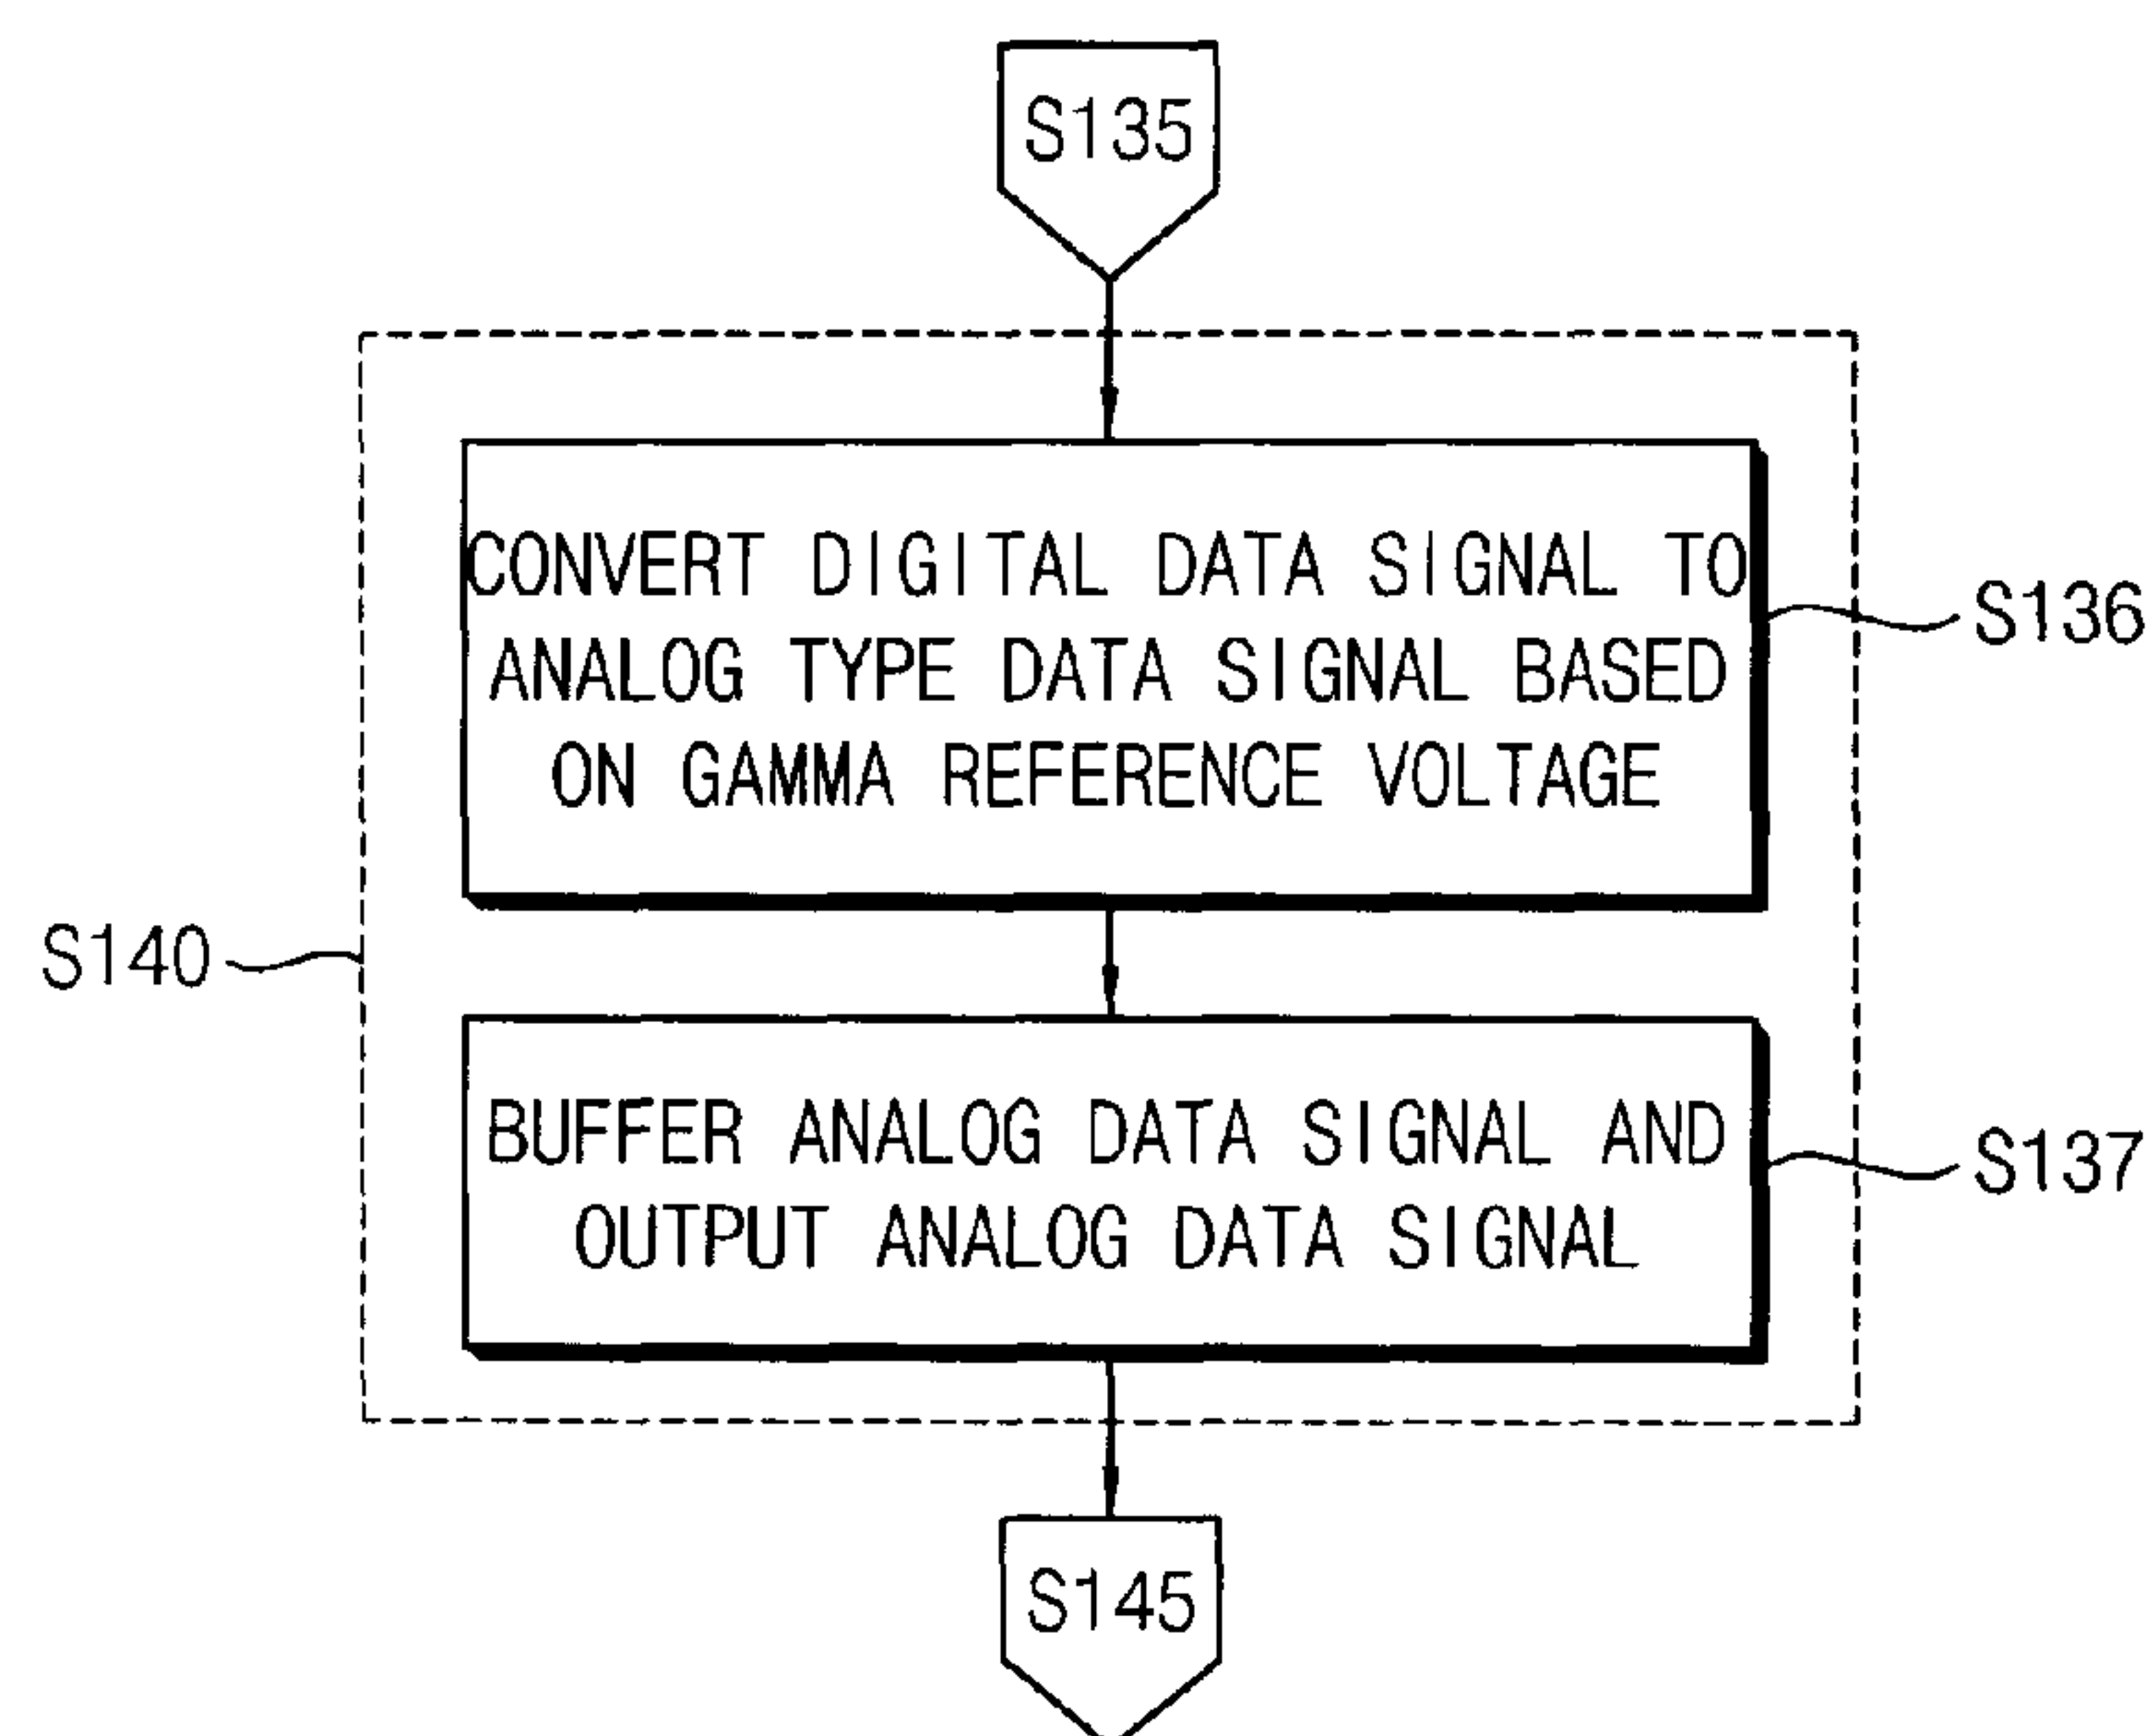 S135
CONVERT DIGITAL DATA SIGNAL TO
ANALOG TYPE DATA SIGNAL BASED
ON GAMMA REFERENCE VOLTAGE
S136
S140
BUFFER ANALOG DATA SIGNAL AND
OUTPUT ANALOG DATA SIGNAL
S137
S145